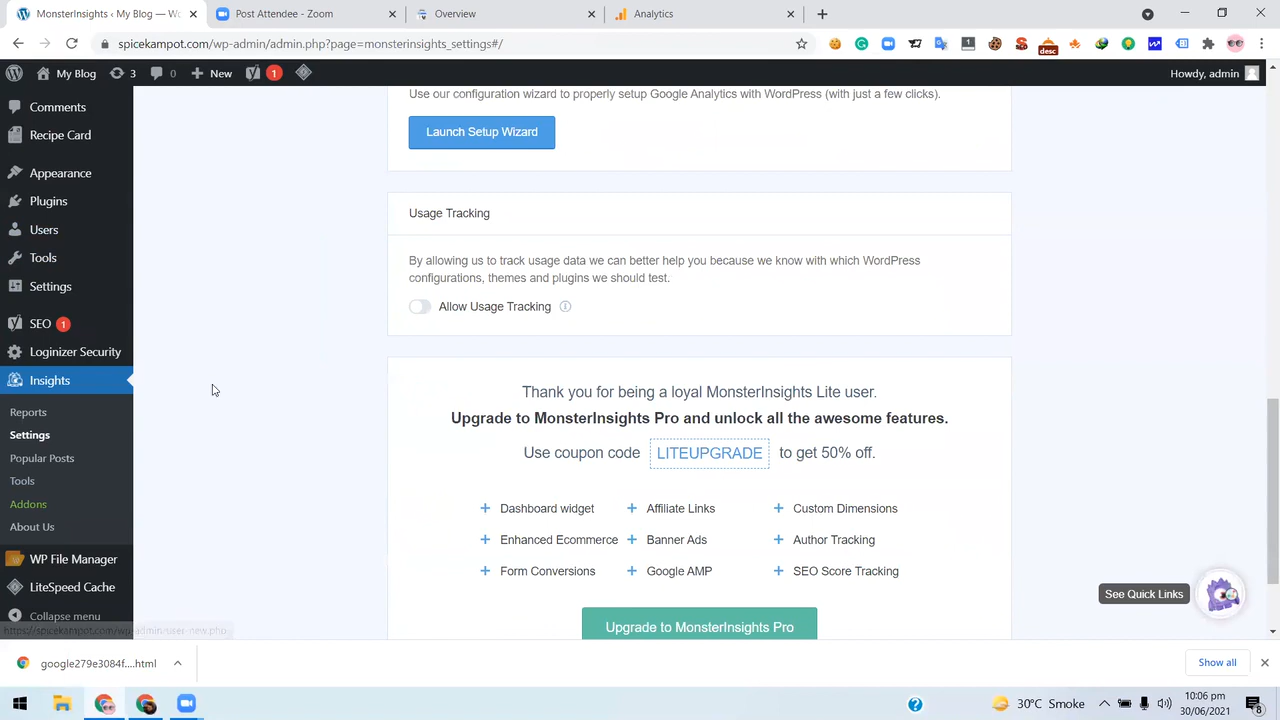 MonsterInsights ‹ My Blog — Wo
Post Attendee - Zoom
Overview
Analytics
spicekampot.com/wp-admin/admin.php?page=monsterinsights_settings#/
desc
My Blog
3
0
New
1
Howdy, admin
Comments
Recipe Card
Appearance
Plugins
Users
Tools
Settings
SEO 1
Loginizer Security
Insights
Reports
Settings
Popular Posts
Tools
Addons
About Us
WP File Manager
LiteSpeed Cache
Collapse menu
Use our configuration wizard to properly setup Google Analytics with WordPress (with just a few clicks).
Launch Setup Wizard
Usage Tracking
By allowing us to track usage data we can better help you because we know with which WordPress
configurations, themes and plugins we should test.
Allow Usage Tracking
Thank you for being a loyal MonsterInsights Lite user.
Upgrade to MonsterInsights Pro and unlock all the awesome features.
Use coupon code LITEUPGRADE to get 50% off.
+ Dashboard widget + Affiliate Links + Custom Dimensions
+ Enhanced Ecommerce + Banner Ads + Author Tracking
+ Form Conversions + Google AMP + SEO Score Tracking
Upgrade to MonsterInsights Pro
See Quick Links
google279e3084f....html
Show all
30°C Smoke
10:06 pm
30/06/2021
8